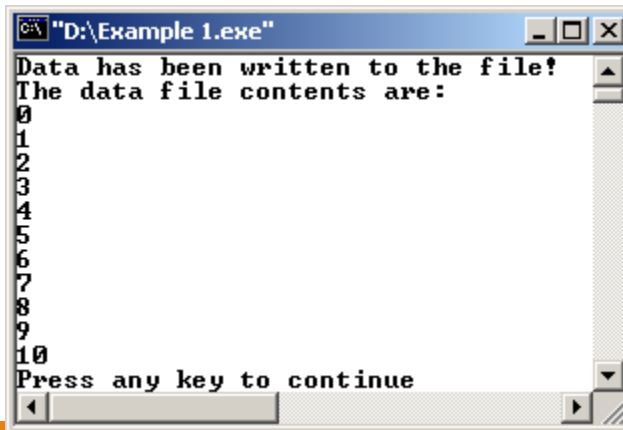 "D:\Example 1.exe"
Data has been written to the file!
The data file contents are:
0
1
2
3
4
5
6
7
8
9
10
Press any key to continue